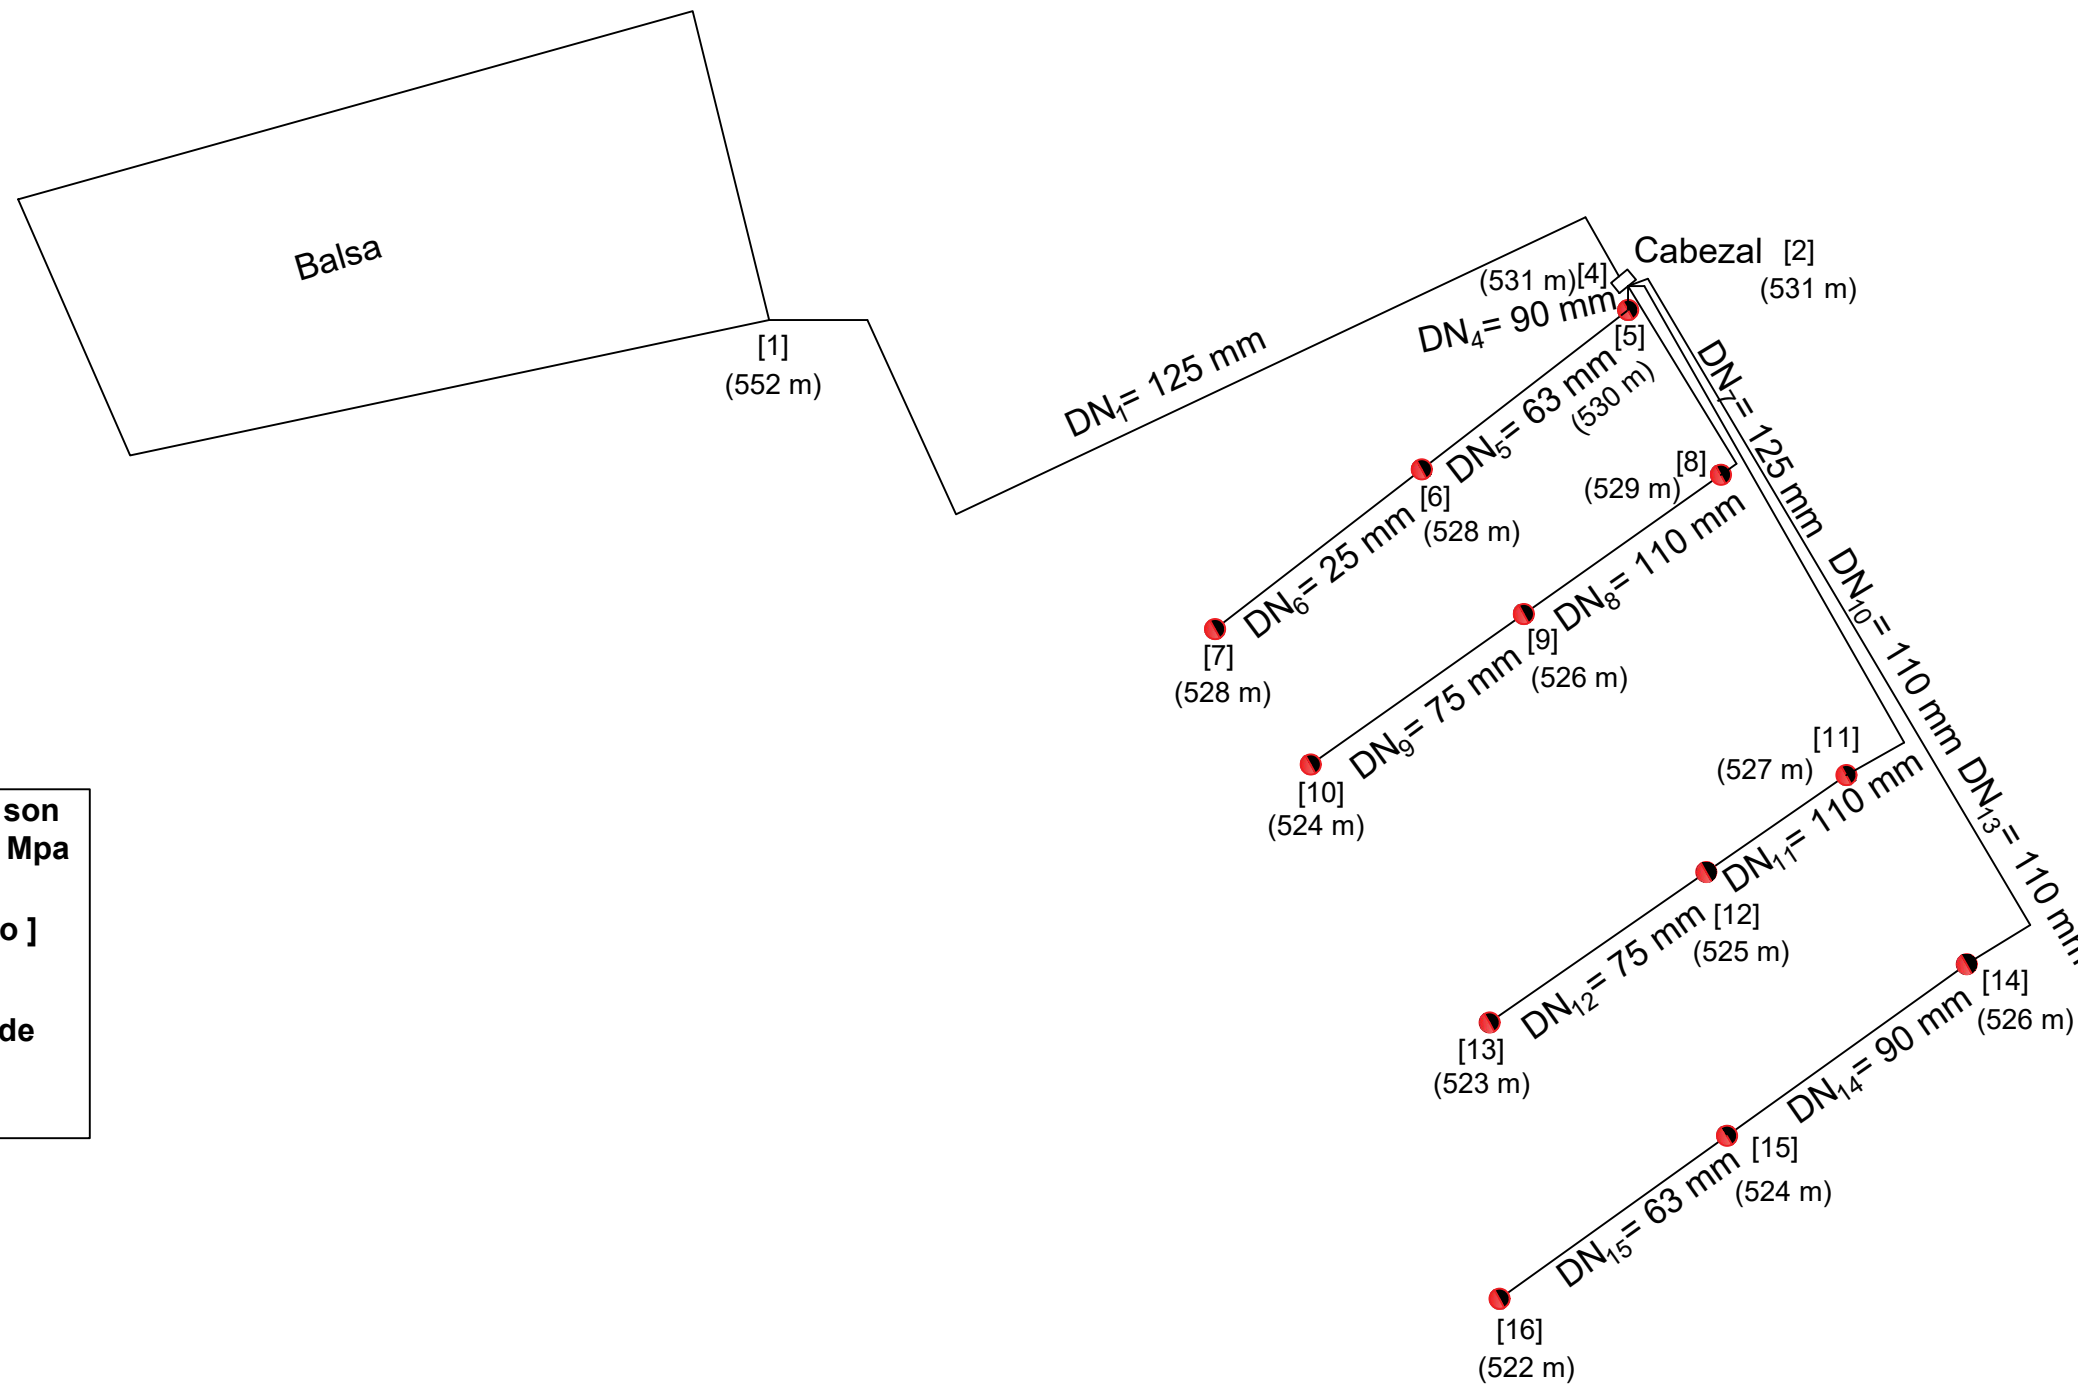 Balsa
[1]
(552 m)
DN1= 125 mm
Cabezal [2]
(531 m)
(531 m)[4]
DN4= 90 mm
[5]
(530 m)
DN5= 63 mm
[6]
(528 m)
DN6= 25 mm
[7]
(528 m)
DN7= 125 mm
[8]
(529 m)
DN8= 110 mm
[9]
(526 m)
DN9= 75 mm
[10]
(524 m)
DN10= 110 mm
[11]
(527 m)
DN11= 110 mm
[12]
(525 m)
DN12= 75 mm
[13]
(523 m)
DN13= 110 mm
[14]
(526 m)
DN14= 90 mm
[15]
(524 m)
DN15= 63 mm
[16]
(522 m)
son
Mpa
o ]
de